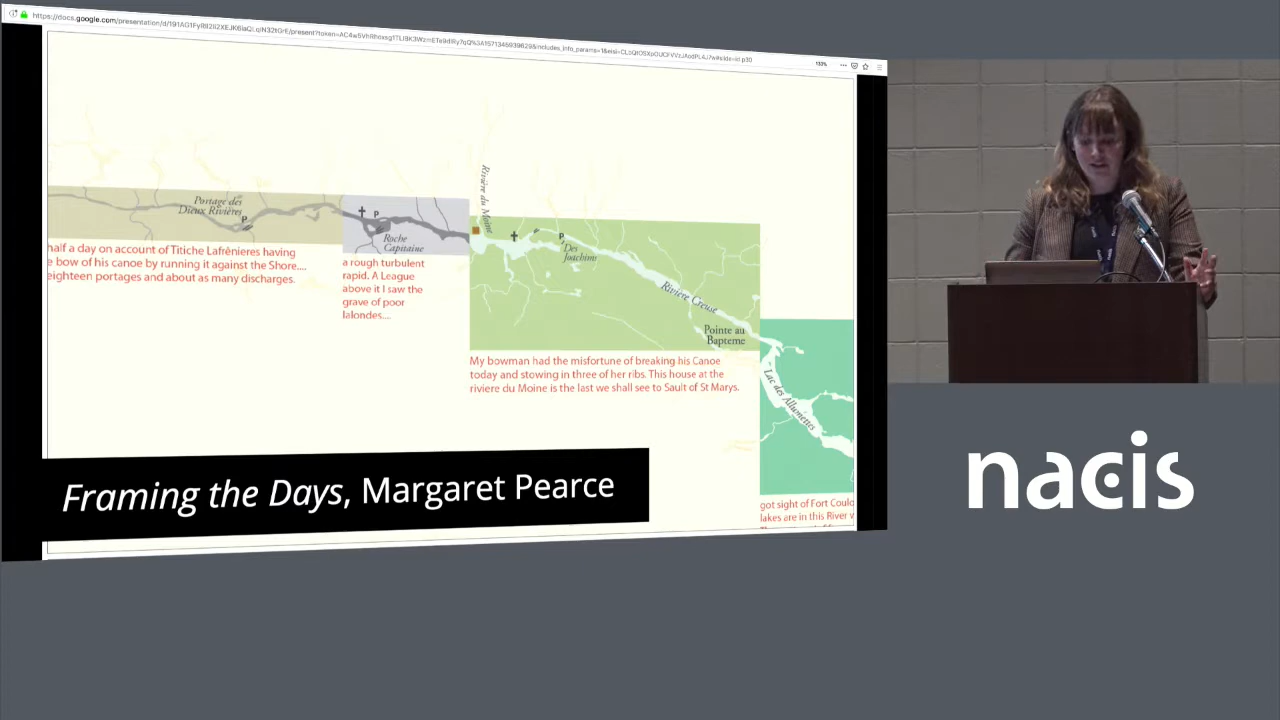 Portage des
Dieux Rivières
P
half a day on account of Titiche Lafrènieres having
e bow of his canoe by running it against the Shore....
eighteen portages and about as many discharges.
P
Roche
Capitaine
a rough turbulent
rapid. A League
above it I saw the
grave of poor
lalondes....
Rivière du Moine
P
Des
Joachims
Rivière Creuse
Pointe au
Bapteme
My bowman had the misfortune of breaking his Canoe
today and stowing in three of her ribs. This house at the
riviere du Moine is the last we shall see to Sault of St Marys.
Lac des Allumettes
got sight of Fort Coulo
lakes are in this River
Framing the Days, Margaret Pearce
nacis
133%